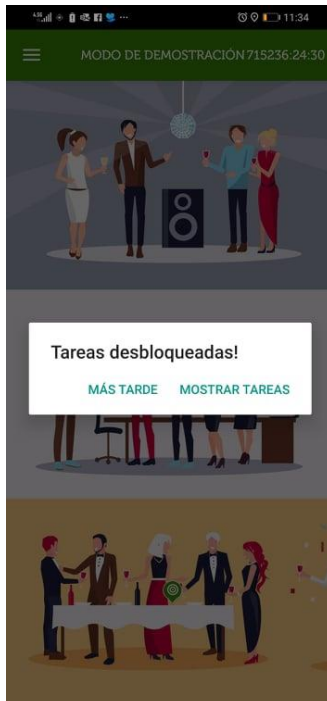 11:34
MODO DE DEMOSTRACIÓN 715236:24:30
Tareas desbloqueadas!
MÁS TARDE MOSTRAR TAREAS